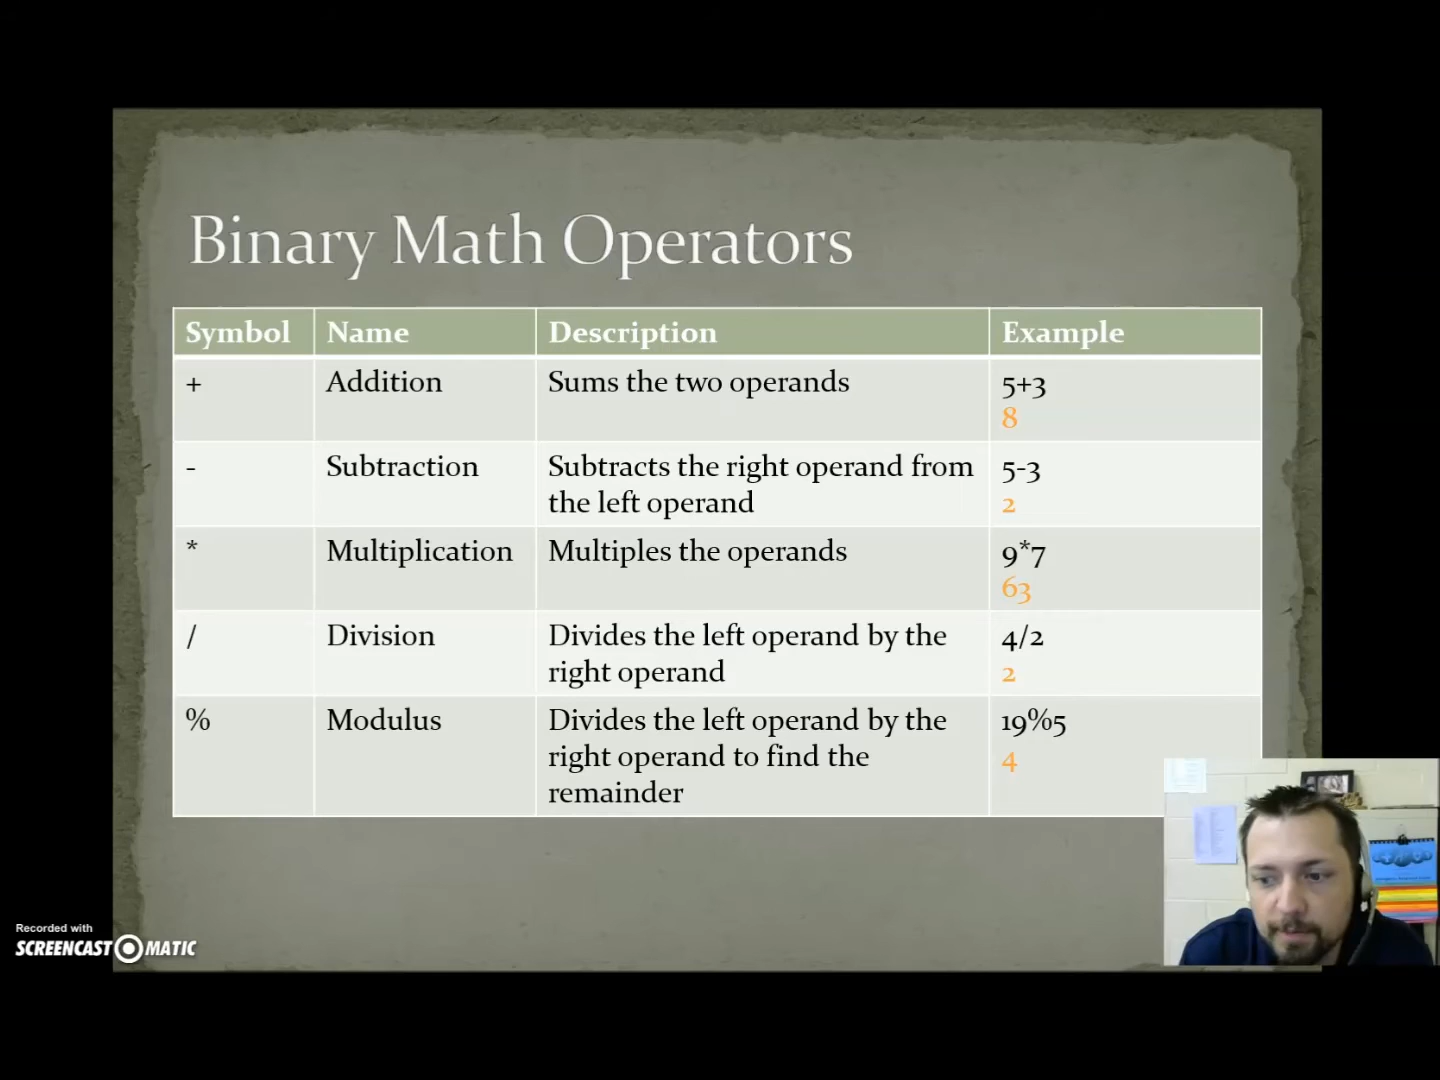 Binary Math Operators
Symbol Name Description Example
+ Addition Sums the two operands 5+3
8
- Subtraction Subtracts the right operand from 5-3
the left operand 2
* Multiplication Multiples the operands 9*7
63
/ Division Divides the left operand by the 4/2
right operand 2
% Modulus Divides the left operand by the 19%5
right operand to find the 4
remainder
Recorded with
SCREENCAST-O-MATIC